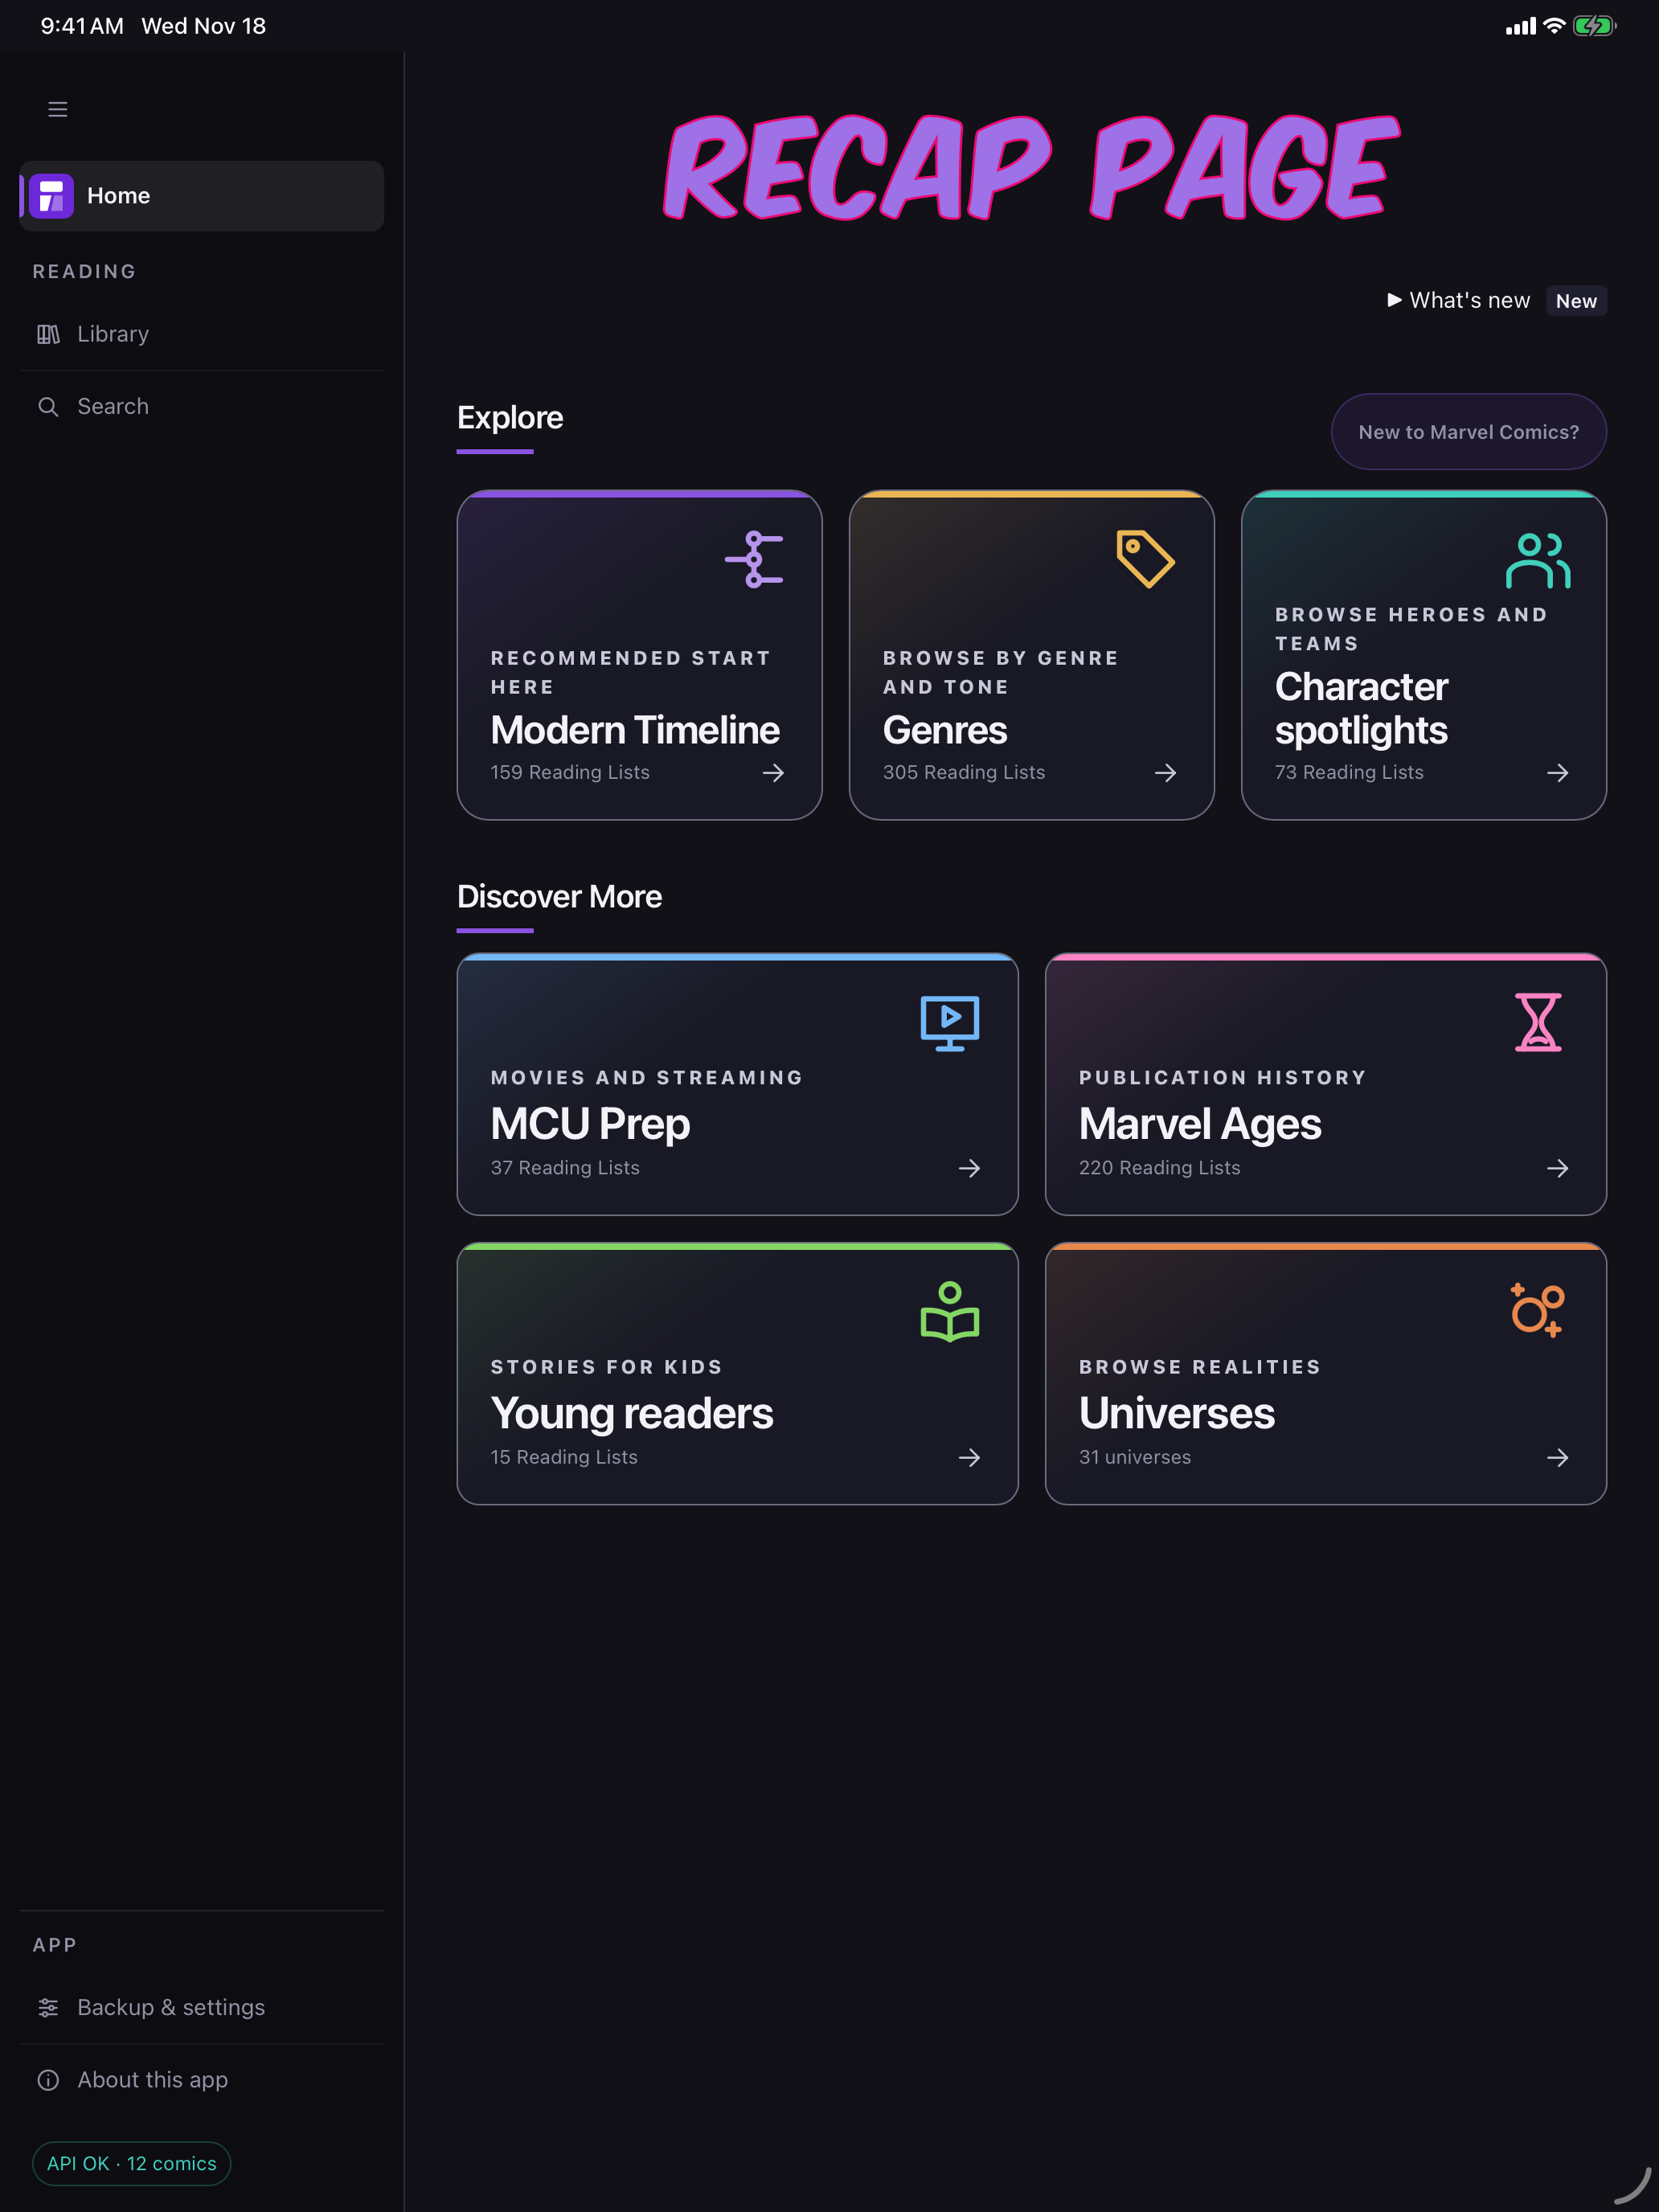 9:41 AM Wed Nov 18
Home
READING
Library
Search
APP
Backup & settings
About this app
API OK · 12 comics
RECAP PAGE
What's new New
Explore
New to Marvel Comics?
RECOMMENDED START
HERE
Modern Timeline
159 Reading Lists
BROWSE BY GENRE
AND TONE
Genres
305 Reading Lists
BROWSE HEROES AND
TEAMS
Character
spotlights
73 Reading Lists
Discover More
MOVIES AND STREAMING
MCU Prep
37 Reading Lists
PUBLICATION HISTORY
Marvel Ages
220 Reading Lists
STORIES FOR KIDS
Young readers
15 Reading Lists
BROWSE REALITIES
Universes
31 universes